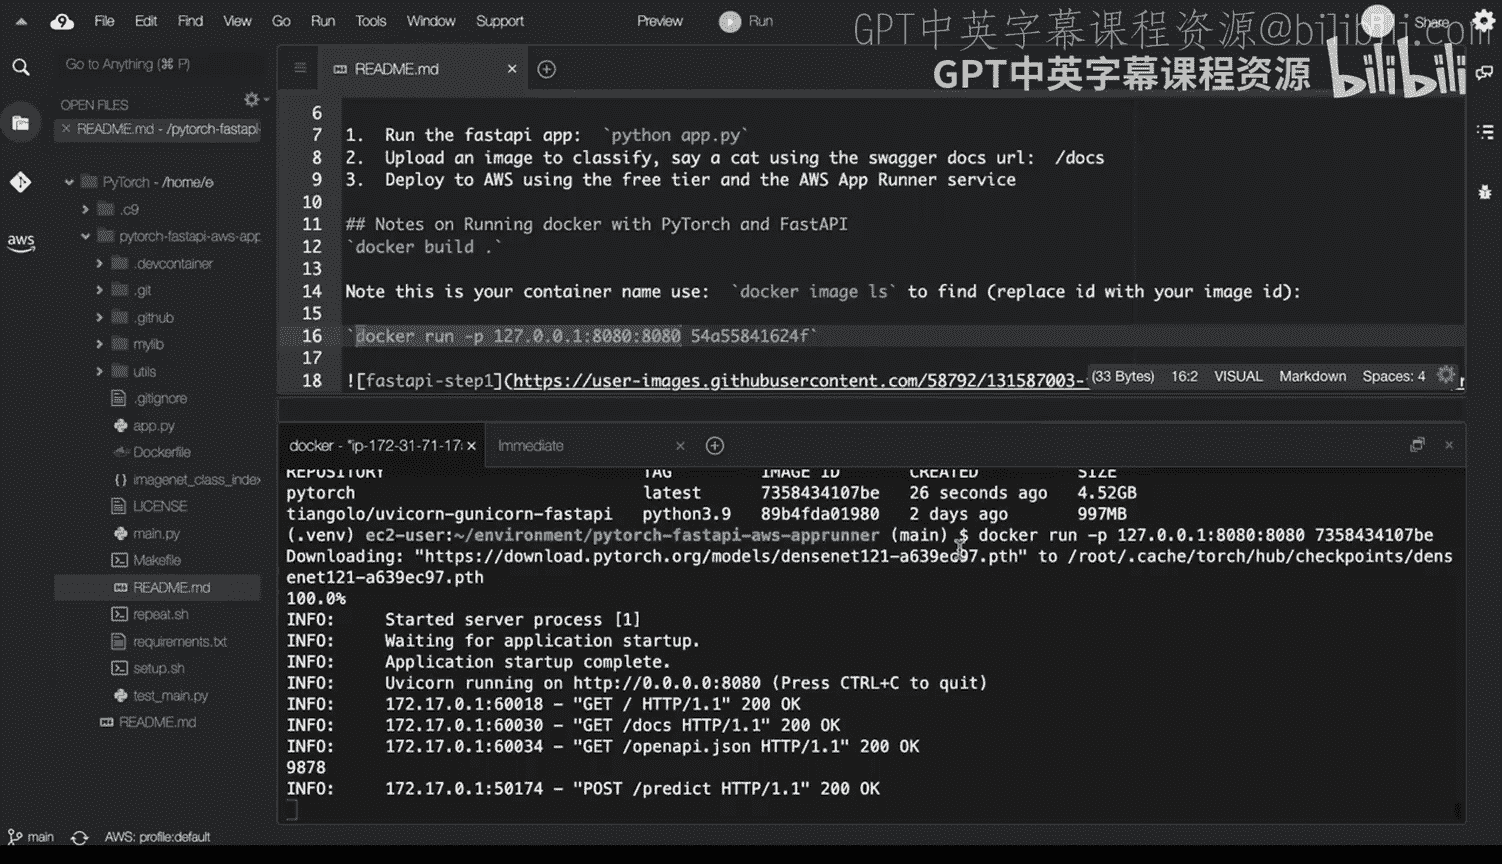 File Edit Find View Go Run Tools Window Support Preview Run Share
GPT中英字幕课程资源@bilibili.com
GPT中英字幕课程资源 bilibili
Go to Anything (⌘ P)
OPEN FILES
README.md - /pytorch-fastapi
PyTorch - /home/e
.c9
pytorch-fastapi-aws-app
.devcontainer
.git
.github
mylib
utils
.gitignore
app.py
Dockerfile
imagenet_class_index
LICENSE
main.py
Makefile
README.md
repeat.sh
requirements.txt
setup.sh
test_main.py
README.md
aws
README.md
6
7 1. Run the fastapi app: `python app.py`
8 2. Upload an image to classify, say a cat using the swagger docs url: /docs
9 3. Deploy to AWS using the free tier and the AWS App Runner service
10
11 ## Notes on Running docker with PyTorch and FastAPI
12 `docker build .`
13
14 Note this is your container name use: `docker image ls` to find (replace id with your image id):
15
16 `docker run -p 127.0.0.1:8080:8080 54a55841624f`
17
18 ![fastapi-step1](https://user-images.githubusercontent.com/58792/131587003-
(33 Bytes) 16:2 VISUAL Markdown Spaces: 4
docker - "ip-172-31-71-17 Immediate
REPOSITORY TAG IMAGE ID CREATED SIZE
pytorch latest 7358434107be 26 seconds ago 4.52GB
tiangolo/uvicorn-gunicorn-fastapi python3.9 89b4fda01980 2 days ago 997MB
(.venv) ec2-user:~/environment/pytorch-fastapi-aws-apprunner (main) $ docker run -p 127.0.0.1:8080:8080 7358434107be
Downloading: "https://download.pytorch.org/models/densenet121-a639ec97.pth" to /root/.cache/torch/hub/checkpoints/dens
enet121-a639ec97.pth
100.0%
INFO: Started server process [1]
INFO: Waiting for application startup.
INFO: Application startup complete.
INFO: Uvicorn running on http://0.0.0.0:8080 (Press CTRL+C to quit)
INFO: 172.17.0.1:60018 - "GET / HTTP/1.1" 200 OK
INFO: 172.17.0.1:60030 - "GET /docs HTTP/1.1" 200 OK
INFO: 172.17.0.1:60034 - "GET /openapi.json HTTP/1.1" 200 OK
9878
INFO: 172.17.0.1:50174 - "POST /predict HTTP/1.1" 200 OK
main AWS: profile:default